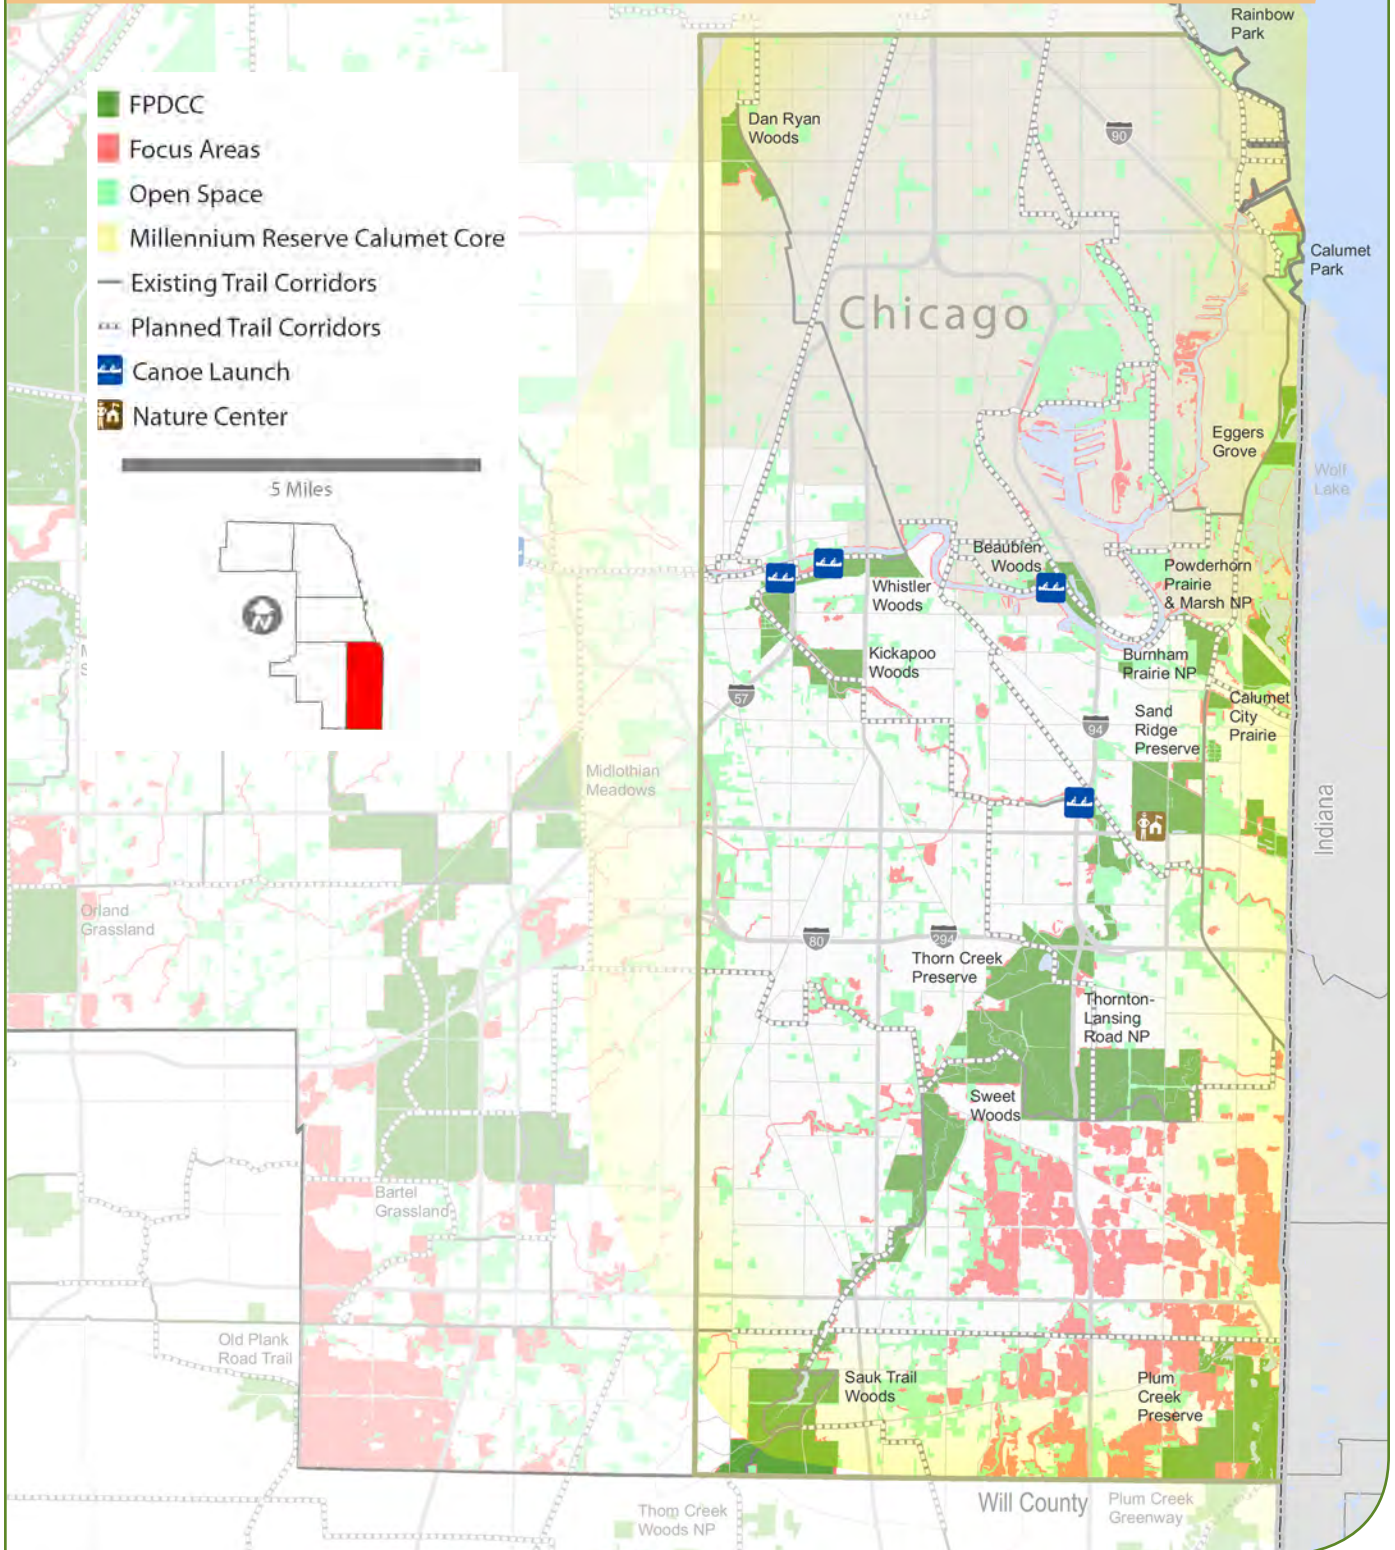 Rainbow
Park
FPDCC
Focus Areas
Open Space
Millennium Reserve Calumet Core
Existing Trail Corridors
Planned Trail Corridors
Canoe Launch
Nature Center
5 Miles
N
Dan Ryan
Woods
90
Calumet
Park
Chicago
Eggers
Grove
Wolf
Lake
Beaubien
Woods
Whistler
Woods
Powderhorn
Prairie
& Marsh NP
Kickapoo
Woods
Burnham
Prairie NP
57
Calumet
City
Prairie
Sand
Ridge
Preserve
94
Midlothian
Meadows
Indiana
Orland
Grassland
80
294
Thorn Creek
Preserve
Thornton-
Lansing
Road NP
Sweet
Woods
Bartel
Grassland
Old Plank
Road Trail
Sauk Trail
Woods
Plum
Creek
Preserve
Will County
Plum Creek
Greenway
Thorn Creek
Woods NP